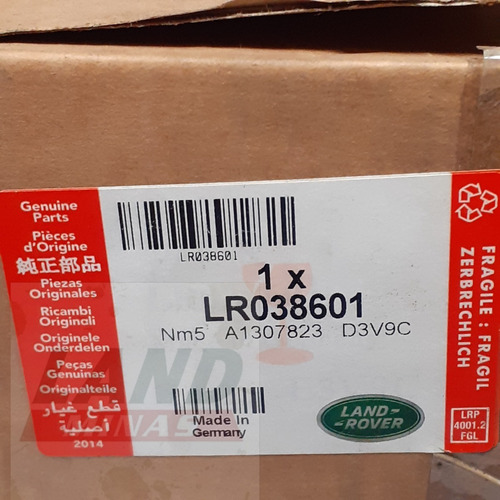 Genuine
Parts
Pièces
d'Origine
純正部品
Piezas
Originales
Ricambi
Originali
Originele
Onderdelen
Peças
Genuinas
Originalteile
قطع غيار
أصلية
2014
LR038601
1 x
LR038601
Nm5 A1307823 D3V9C
Made In
Germany
LAND-
ROVER
FRAGILE : FRAGIL
ZERBRECHLICH
LRP
4001.2
FGL
LAND